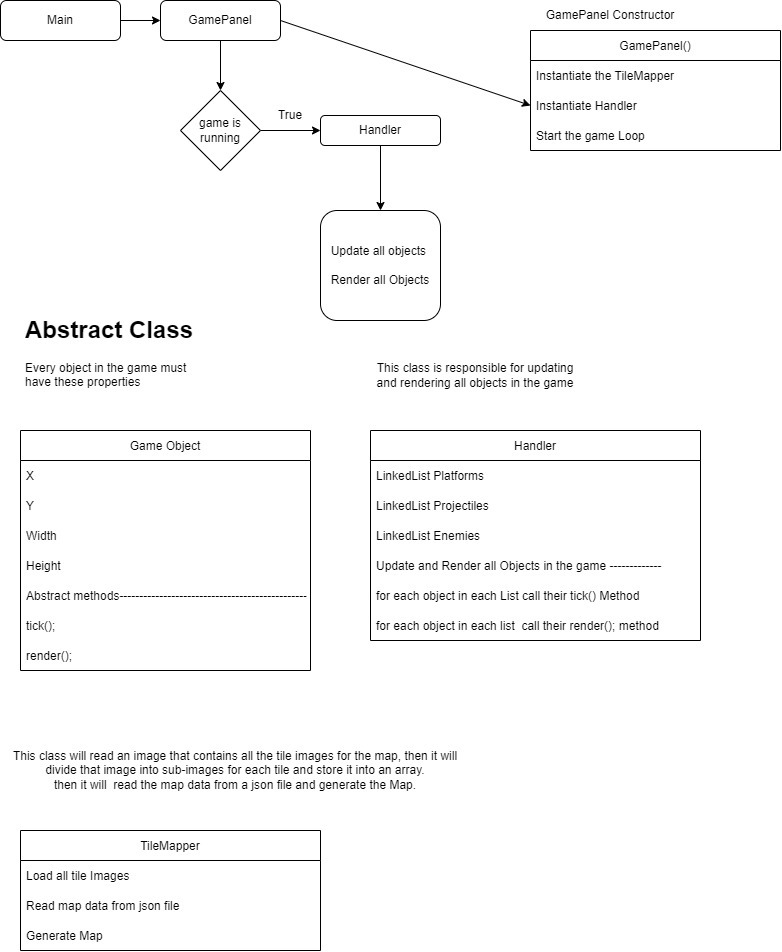 Main
GamePanel
GamePanel Constructor
GamePanel()
Instantiate the TileMapper
Instantiate Handler
Start the game Loop
game is
running
True
Handler
Update all objects
Render all Objects
Abstract Class
Every object in the game must
have these properties
This class is responsible for updating
and rendering all objects in the game
Game Object
X
Y
Width
Height
Abstract methods-----------------------------------------------
tick();
render();
Handler
LinkedList Platforms
LinkedList Projectiles
LinkedList Enemies
Update and Render all Objects in the game -------------
for each object in each List call their tick() Method
for each object in each list  call their render(); method
This class will read an image that contains all the tile images for the map, then it will
divide that image into sub-images for each tile and store it into an array.
then it will  read the map data from a json file and generate the Map.
TileMapper
Load all tile Images
Read map data from json file
Generate Map